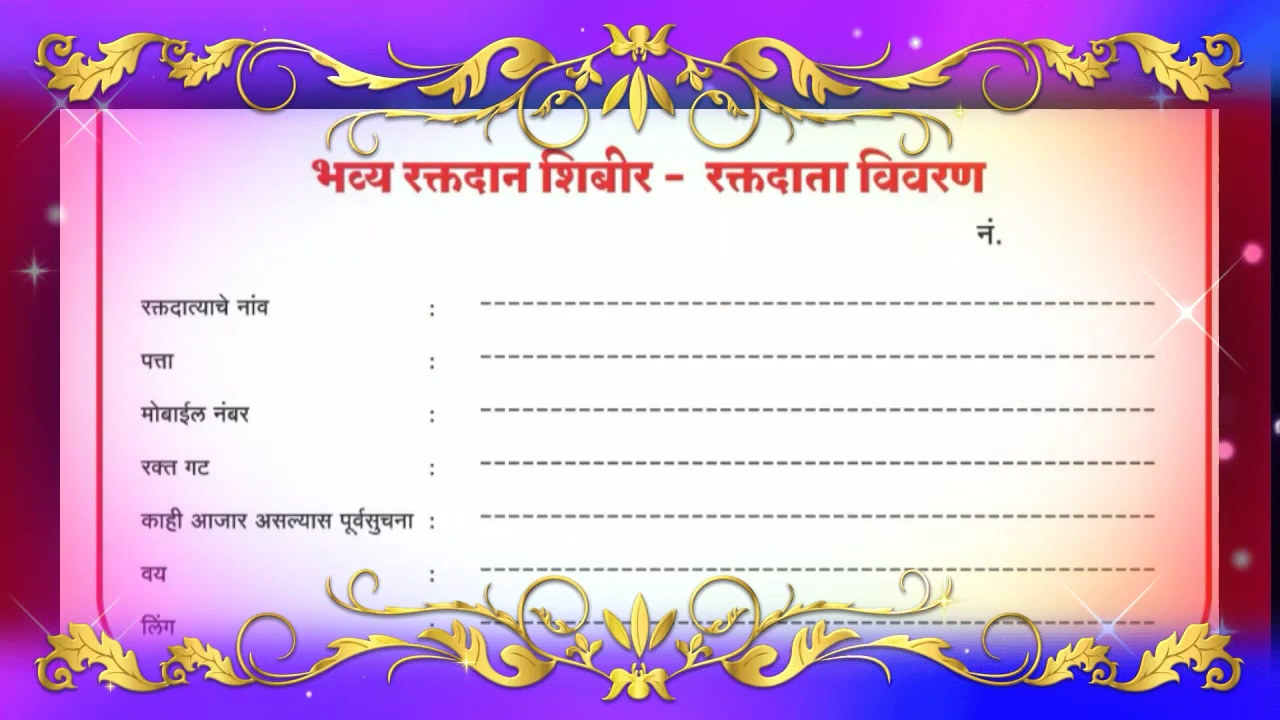 भव्य रक्तदान शिबीर - रक्तदाता विवरण
नं.
रक्तदात्याचे नांव :
पत्ता :
मोबाईल नंबर :
रक्त गट :
काही आजार असल्यास पूर्वसुचना :
वय :
लिंग :